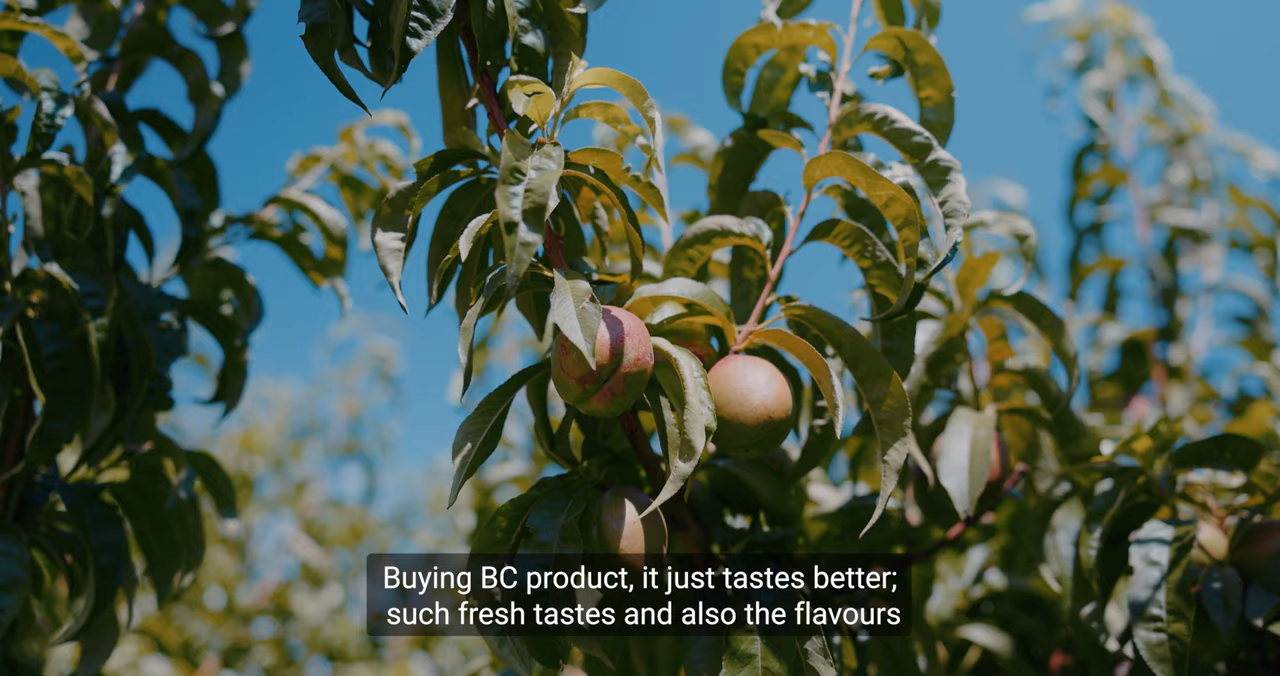 Buying BC product, it just tastes better;
such fresh tastes and also the flavours